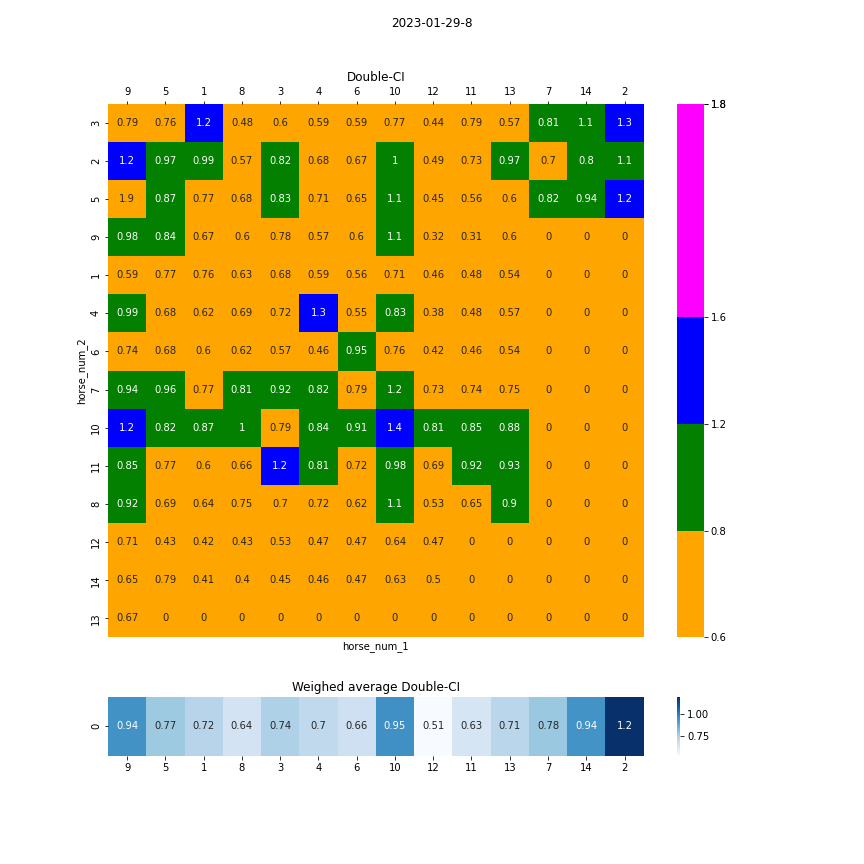 2023-01-29-8
Double-CI
9 5 1 8 3 4 6 10 12 11 13 7 14 2
3 0.79 0.76 1.2 0.48 0.6 0.59 0.59 0.77 0.44 0.79 0.57 0.81 1.1 1.3
2 1.2 0.97 0.99 0.57 0.82 0.68 0.67 1 0.49 0.73 0.97 0.7 0.8 1.1
5 1.9 0.87 0.77 0.68 0.83 0.71 0.65 1.1 0.45 0.56 0.6 0.82 0.94 1.2
9 0.98 0.84 0.67 0.6 0.78 0.57 0.6 1.1 0.32 0.31 0.6 0 0 0
1 0.59 0.77 0.76 0.63 0.68 0.59 0.56 0.71 0.46 0.48 0.54 0 0 0
4 0.99 0.68 0.62 0.69 0.72 1.3 0.55 0.83 0.38 0.48 0.57 0 0 0
6 0.74 0.68 0.6 0.62 0.57 0.46 0.95 0.76 0.42 0.46 0.54 0 0 0
7 0.94 0.96 0.77 0.81 0.92 0.82 0.79 1.2 0.73 0.74 0.75 0 0 0
10 1.2 0.82 0.87 1 0.79 0.84 0.91 1.4 0.81 0.85 0.88 0 0 0
11 0.85 0.77 0.6 0.66 1.2 0.81 0.72 0.98 0.69 0.92 0.93 0 0 0
8 0.92 0.69 0.64 0.75 0.7 0.72 0.62 1.1 0.53 0.65 0.9 0 0 0
12 0.71 0.43 0.42 0.43 0.53 0.47 0.47 0.64 0.47 0 0 0 0 0
14 0.65 0.79 0.41 0.4 0.45 0.46 0.47 0.63 0.5 0 0 0 0 0
13 0.67 0 0 0 0 0 0 0 0 0 0 0 0 0
horse_num_2
horse_num_1
1.8
1.6
1.2
0.8
0.6
Weighed average Double-CI
0 0.94 0.77 0.72 0.64 0.74 0.7 0.66 0.95 0.51 0.63 0.71 0.78 0.94 1.2
9 5 1 8 3 4 6 10 12 11 13 7 14 2
1.00
0.75